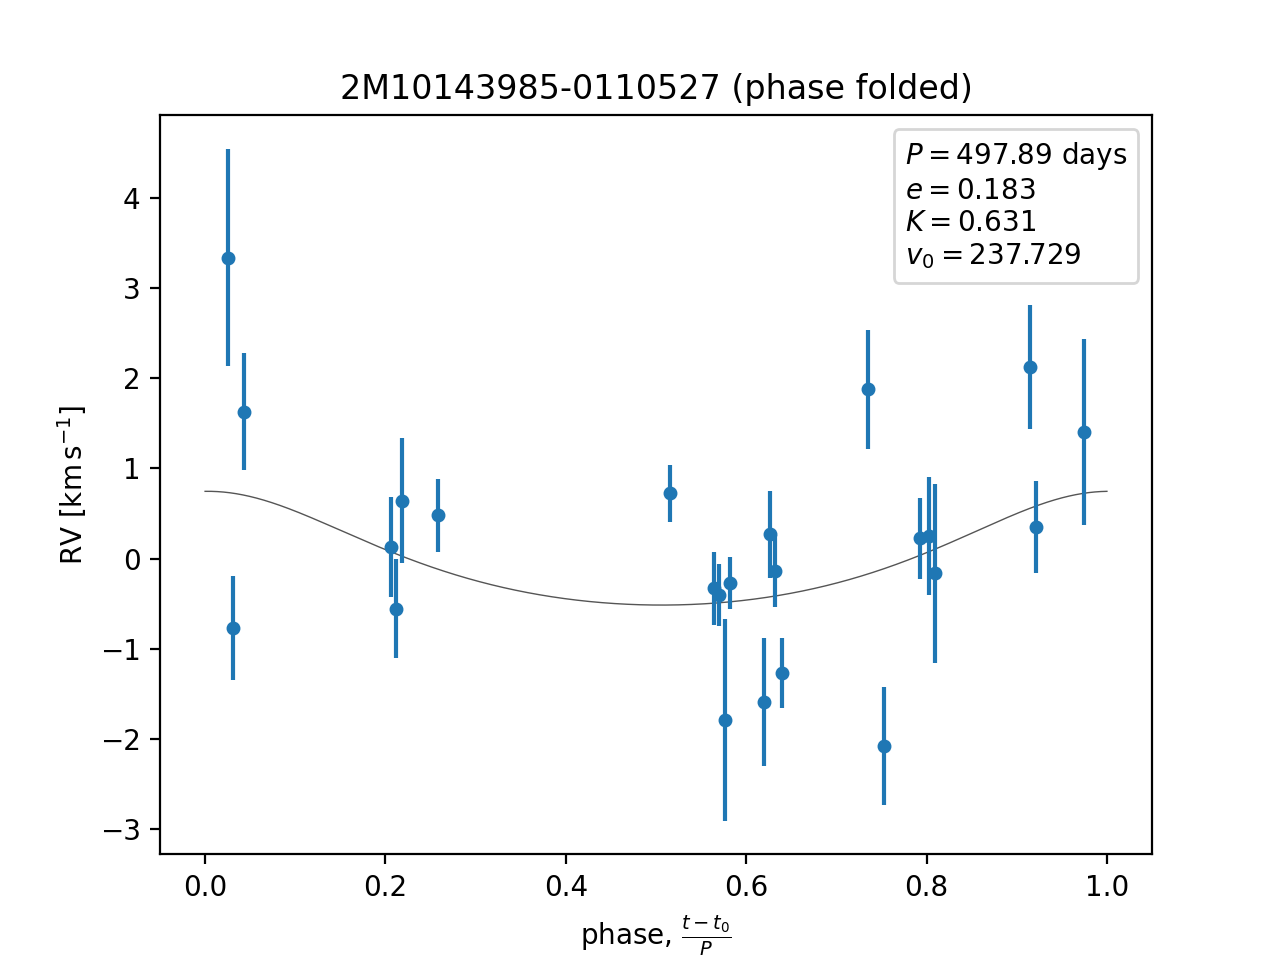 2M10143985-0110527 (phase folded)
P = 497.89 days
e = 0.183
K = 0.631
v₀ = 237.729
RV [km s⁻¹]
4
3
2
1
0
−1
−2
−3
0.0 0.2 0.4 0.6 0.8 1.0
phase, (t − t₀)/P